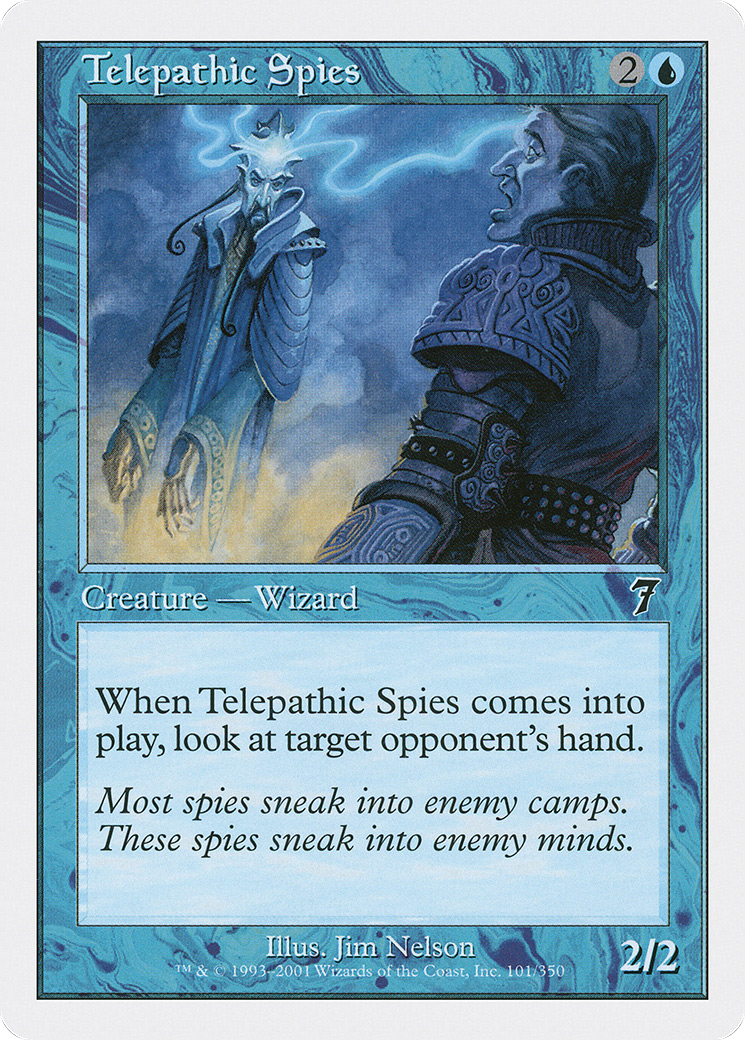 Telepathic Spies 2
Creature — Wizard 7
When Telepathic Spies comes into
play, look at target opponent's hand.
Most spies sneak into enemy camps.
These spies sneak into enemy minds.
Illus. Jim Nelson
™ & © 1993–2001 Wizards of the Coast, Inc. 101/350
2/2